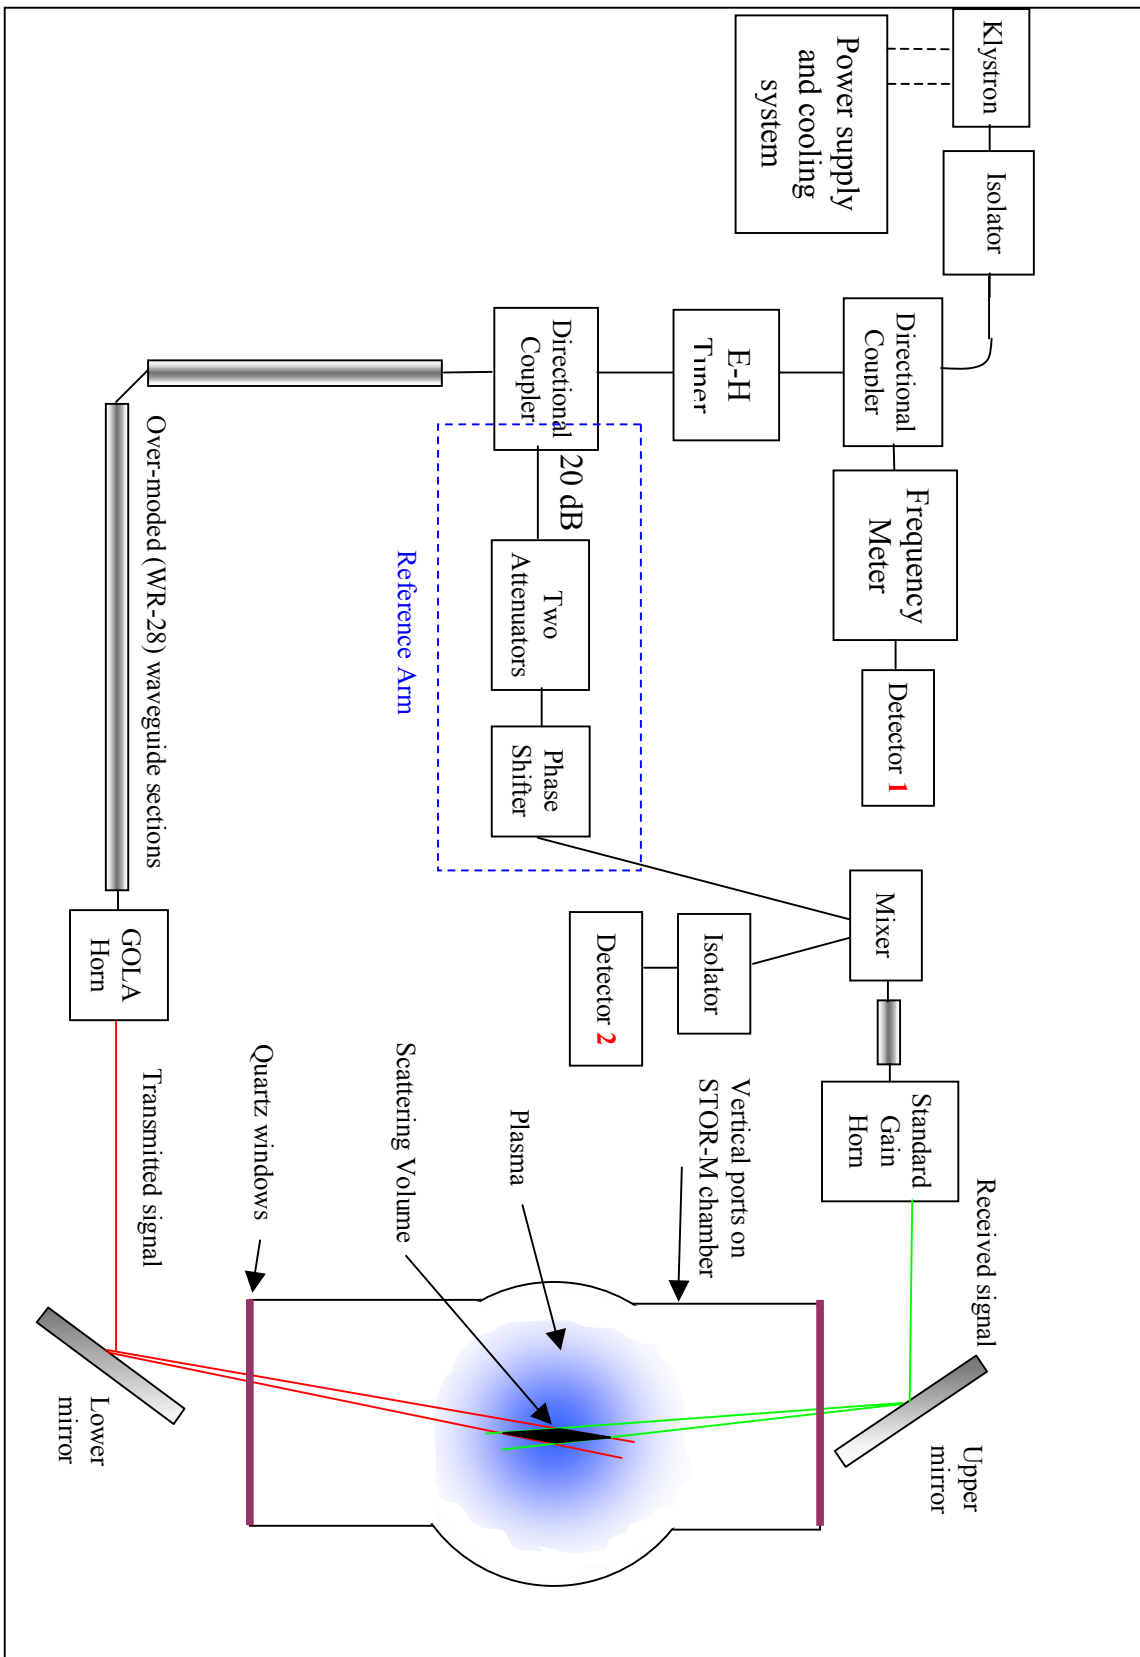 Klystron
Power supply
and cooling
system
Isolator
Directional
Coupler
E-H
Tuner
Directional
Coupler
20 dB
Frequency
Meter
Detector 1
Two
Attenuators
Phase
Shifter
Reference Arm
Over-moded (WR-28) waveguide sections
Mixer
Isolator
Detector 2
GOLA
Horn
Standard
Gain
Horn
Received signal
Vertical ports on
STOR-M chamber
Plasma
Scattering Volume
Quartz windows
Transmitted signal
Upper
mirror
Lower
mirror